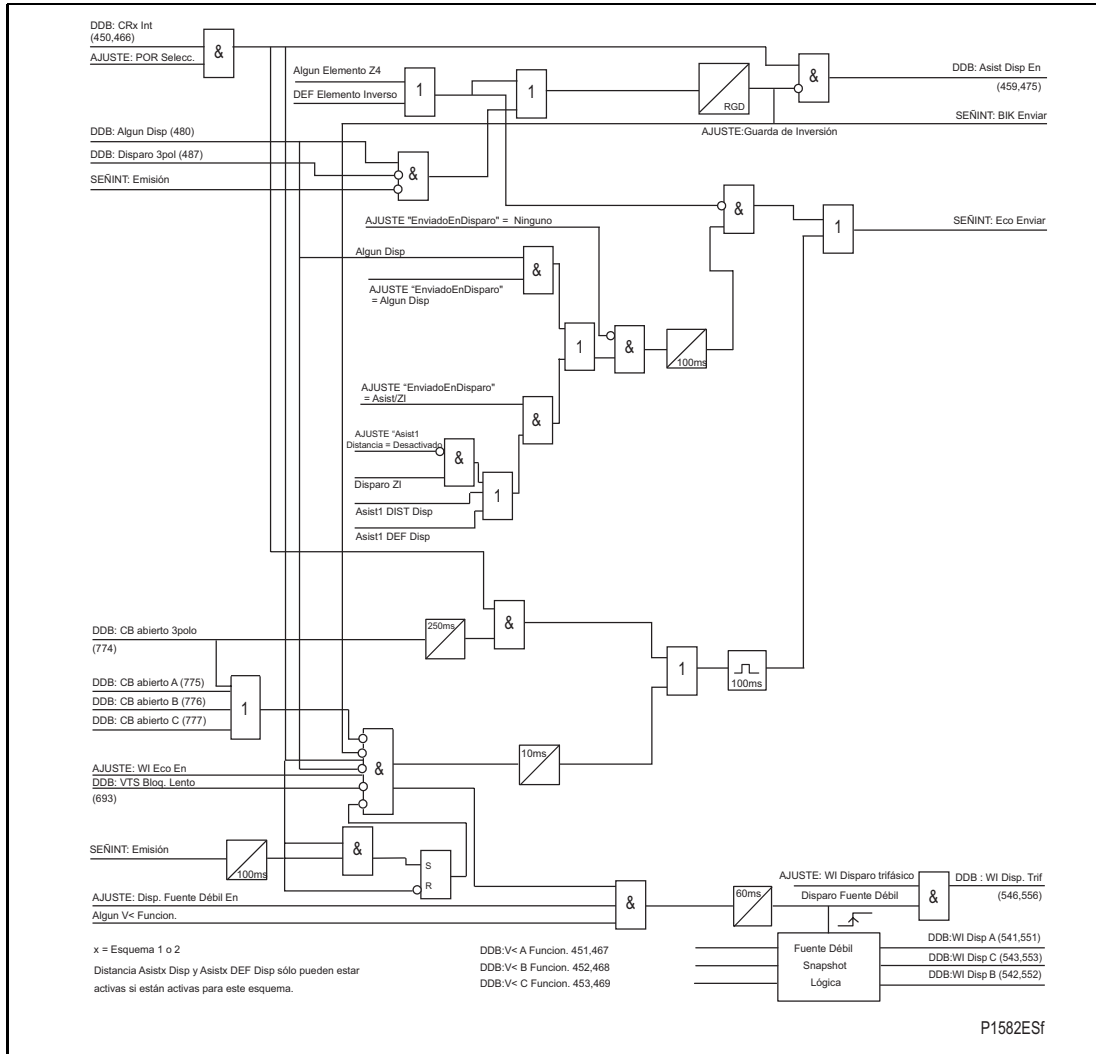 DDB: CRx Int
(450,466)
AJUSTE: POR Selecc.
&
Algun Elemento Z4
DEF Elemento Inverso
1
1
RGD
&
DDB: Asist Disp En
(459,475)
SEÑINT: BIK Enviar
AJUSTE:Guarda de Inversión
DDB: Algun Disp (480)
DDB: Disparo 3pol (487)
SEÑINT: Emisión
&
&
1
SEÑINT: Eco Enviar
AJUSTE "EnviadoEnDisparo" = Ninguno
Algun Disp
&
AJUSTE "EnviadoEnDisparo"
= Algun Disp
1
&
100ms
AJUSTE "EnviadoEnDisparo"
= Asist/ZI
&
AJUSTE "Asist1
Distancia = Desactivado
&
Disparo ZI
1
Asist1 DIST Disp
Asist1 DEF Disp
DDB: CB abierto 3polo
(774)
250ms
&
1
100ms
DDB: CB abierto A (775)
DDB: CB abierto B (776)
DDB: CB abierto C (777)
1
AJUSTE: WI Eco En
DDB: VTS Bloq. Lento
(693)
&
10ms
SEÑINT: Emisión
100ms
&
S
R
AJUSTE: Disp. Fuente Débil En
Algun V< Funcion.
&
60ms
AJUSTE: WI Disparo trifásico
Disparo Fuente Débil
&
DDB : WI Disp. Trif
(546,556)
Fuente Débil
Snapshot
Lógica
DDB:WI Disp A (541,551)
DDB:WI Disp C (543,553)
DDB:WI Disp B (542,552)
x = Esquema 1 o 2
Distancia Asistx Disp y Asistx DEF Disp sólo pueden estar
activas si están activas para este esquema.
DDB:V< A Funcion. 451,467
DDB:V< B Funcion. 452,468
DDB:V< C Funcion. 453,469
P1582ESf